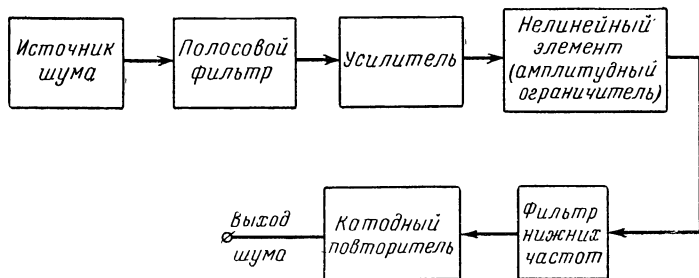 Источник
шума
Полосовой
фильтр
Усилитель
Нелинейный
элемент
(амплитудный
ограничитель)
Выход
шума
Катодный
повторитель
Фильтр
нижних
частот